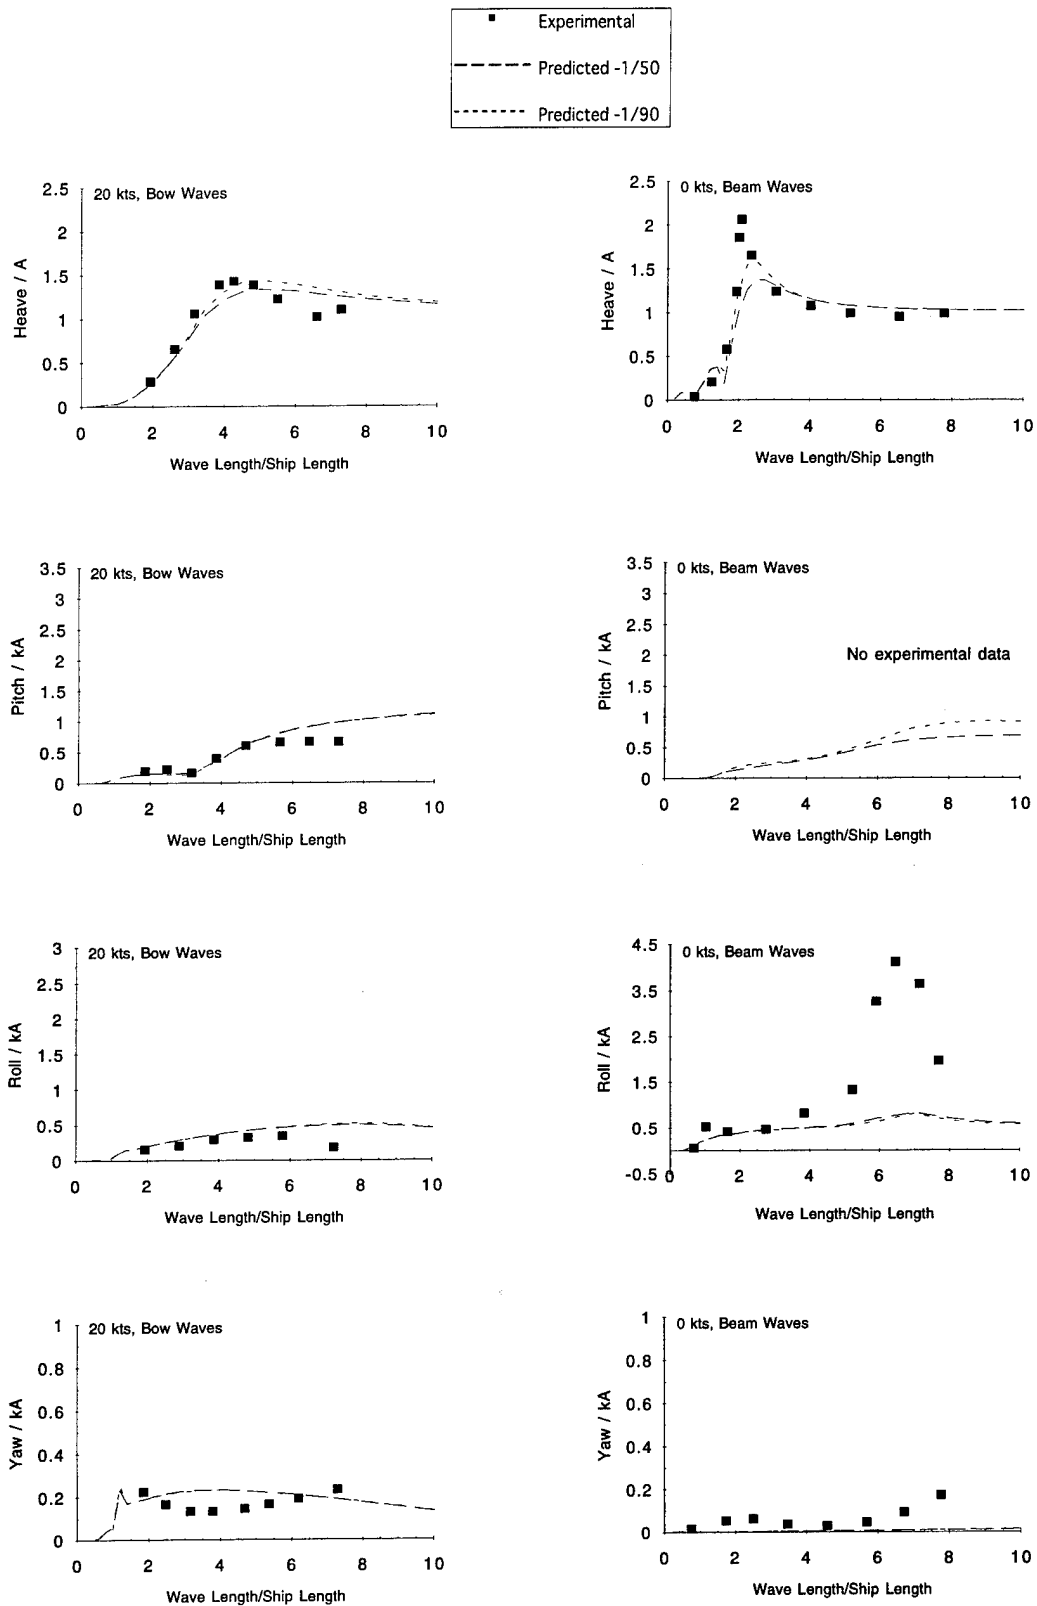 Experimental
Predicted -1/50
Predicted -1/90
20 kts, Bow Waves
2.5
2
1.5
1
0.5
0
Heave / A
0 2 4 6 8 10
Wave Length/Ship Length
0 kts, Beam Waves
2.5
2
1.5
1
0.5
0
Heave / A
0 2 4 6 8 10
Wave Length/Ship Length
20 kts, Bow Waves
3.5
3
2.5
2
1.5
1
0.5
0
Pitch / kA
0 2 4 6 8 10
Wave Length/Ship Length
0 kts, Beam Waves
3.5
3
2.5
2
1.5
1
0.5
0
Pitch / kA
No experimental data
0 2 4 6 8 10
Wave Length/Ship Length
20 kts, Bow Waves
3
2.5
2
1.5
1
0.5
0
Roll / kA
0 2 4 6 8 10
Wave Length/Ship Length
0 kts, Beam Waves
4.5
3.5
2.5
1.5
0.5
-0.5
Roll / kA
0 2 4 6 8 10
Wave Length/Ship Length
20 kts, Bow Waves
1
0.8
0.6
0.4
0.2
0
Yaw / kA
0 2 4 6 8 10
Wave Length/Ship Length
0 kts, Beam Waves
1
0.8
0.6
0.4
0.2
0
Yaw / kA
0 2 4 6 8 10
Wave Length/Ship Length